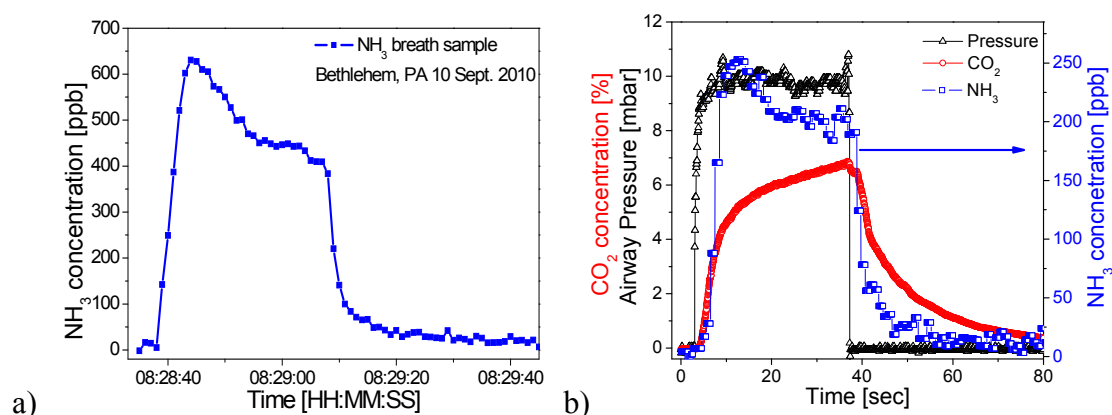 NH3 concentration [ppb]
700
600
500
400
300
200
100
0
NH3 breath sample
Bethlehem, PA 10 Sept. 2010
08:28:40
08:29:00
08:29:20
08:29:40
Time [HH:MM:SS]
a)
CO2 concentration [%]
Airway Pressure [mbar]
12
10
8
6
4
2
0
Pressure
CO2
NH3
250
200
150
100
50
0
NH3 concnetration [ppb]
0
20
40
60
80
Time [sec]
b)